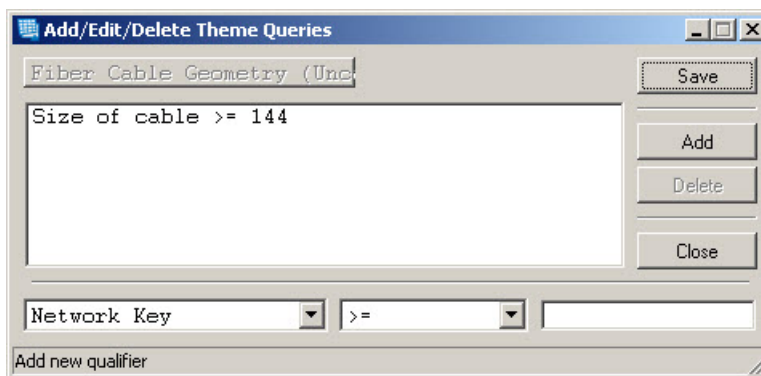 Add/Edit/Delete Theme Queries
Fiber Cable Geometry (Unc
Save
Size of cable >= 144
Add
Delete
Close
Network Key >=
Add new qualifier